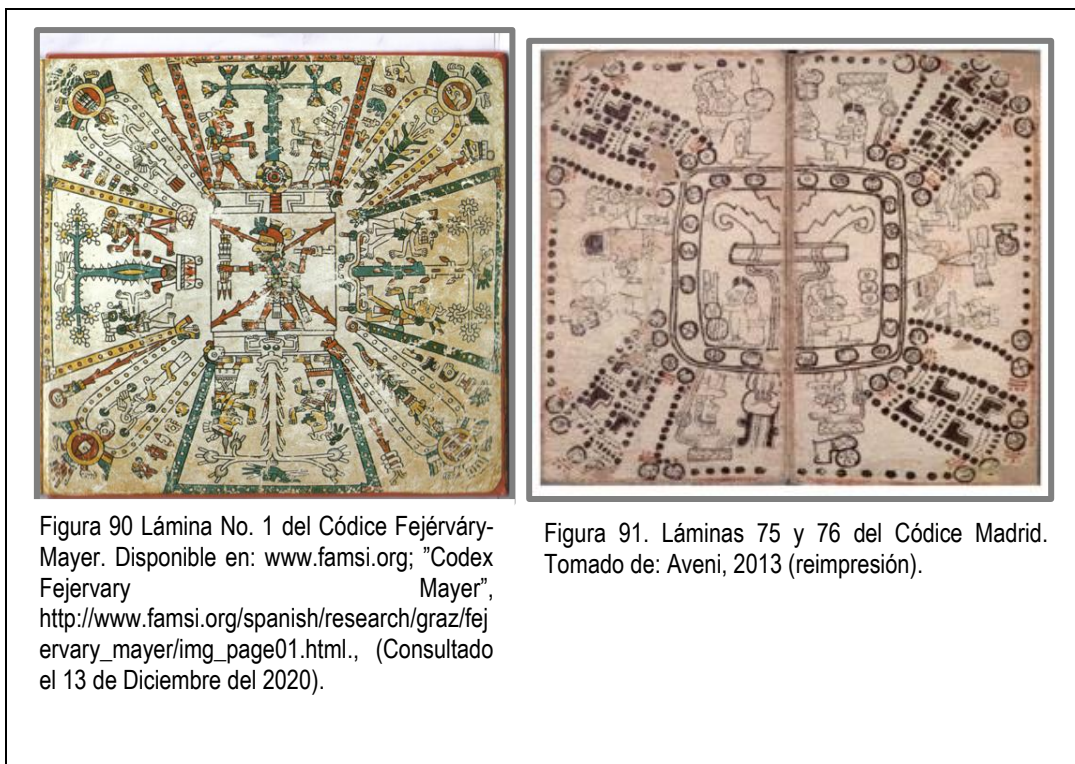 Figura 90 Lámina No. 1 del Códice Fejérváry-
Mayer. Disponible en: www.famsi.org; ”Codex
Fejervary Mayer”,
http://www.famsi.org/spanish/research/graz/fej
ervary_mayer/img_page01.html., (Consultado
el 13 de Diciembre del 2020).
Figura 91. Láminas 75 y 76 del Códice Madrid.
Tomado de: Aveni, 2013 (reimpresión).